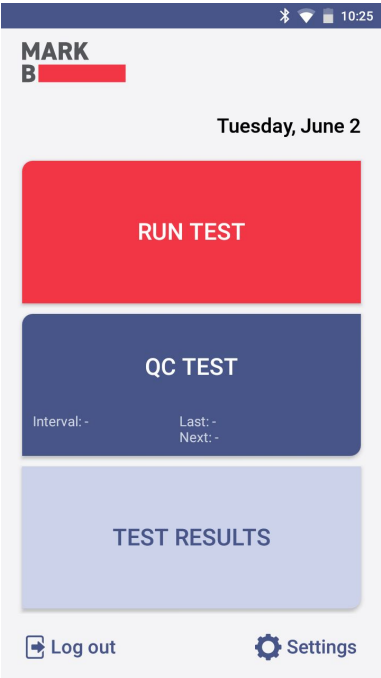 10:25
MARK
B
Tuesday, June 2
RUN TEST
QC TEST
Interval: - Last: -
Next: -
TEST RESULTS
Log out Settings